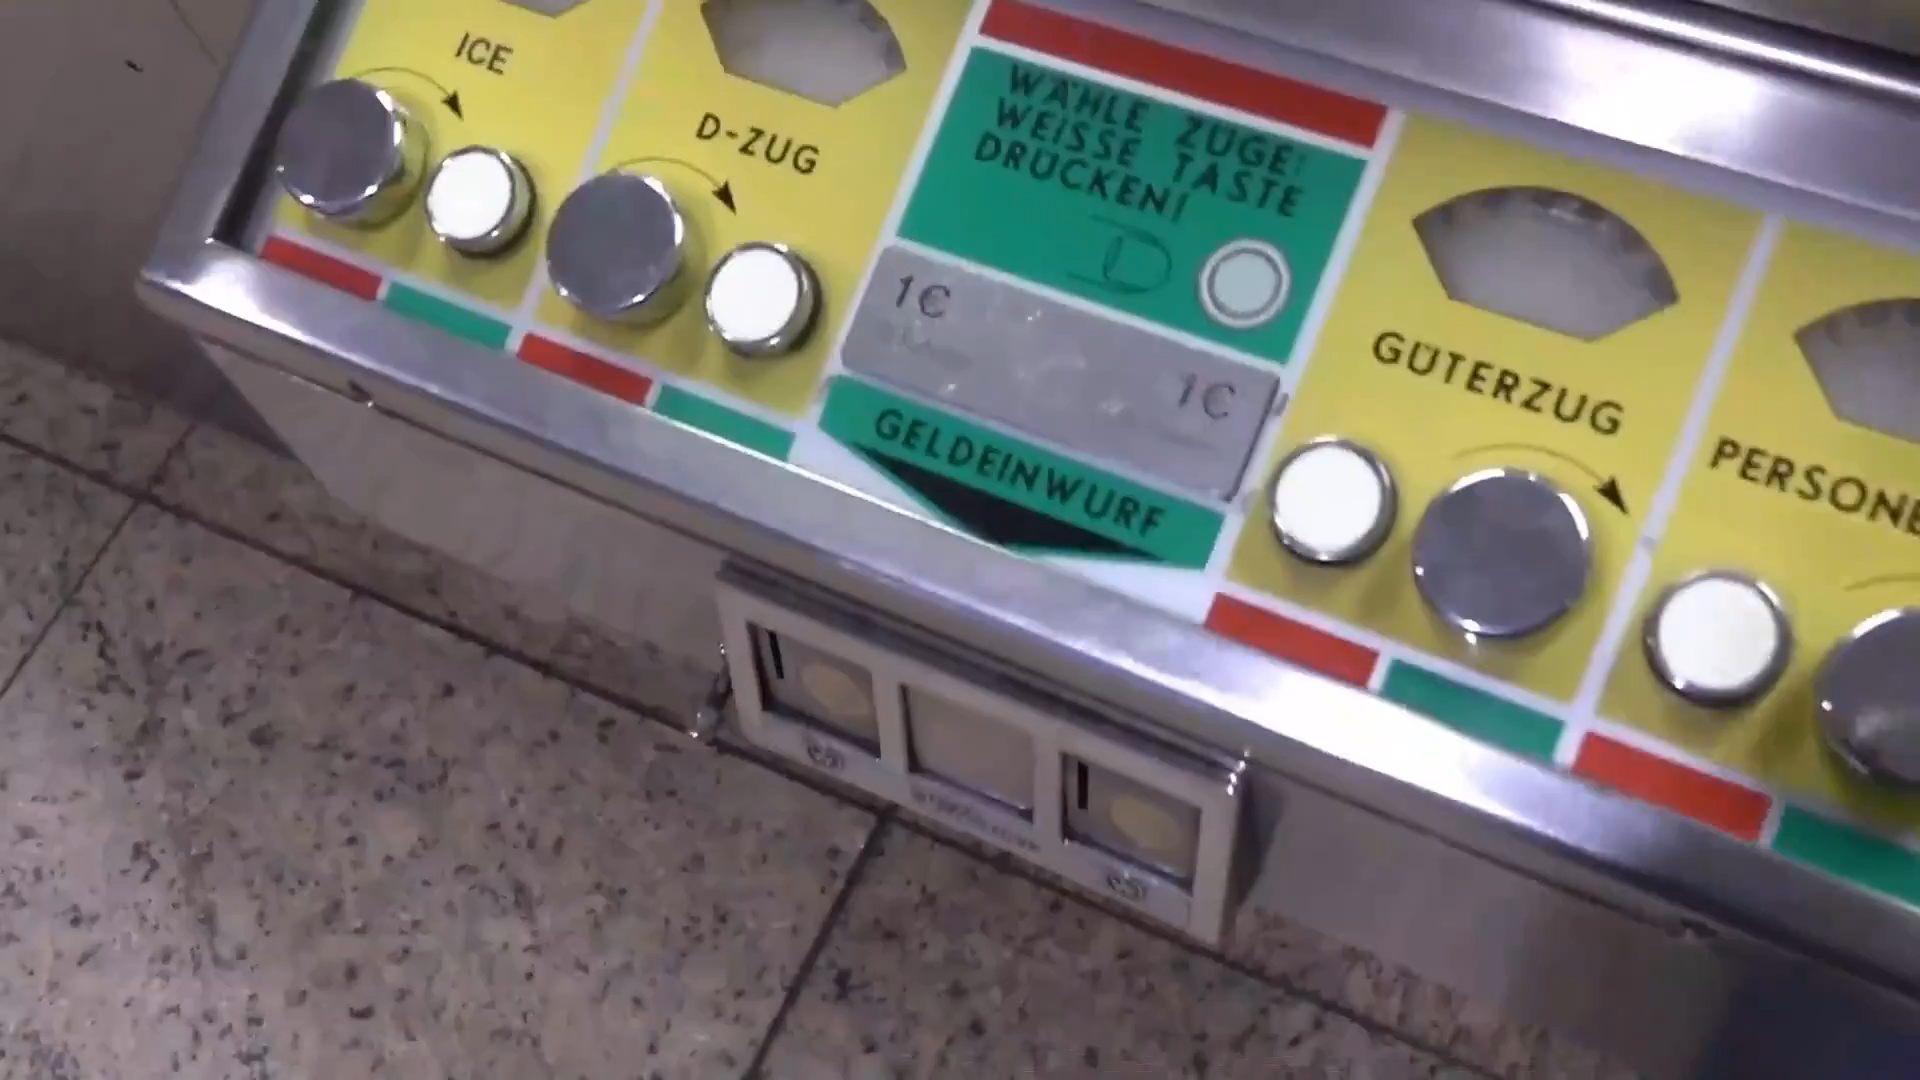 ICE
D-ZUG
WÄHLE ZÜGE!
WEISSE TASTE
DRÜCKEN!
1€
1€
GELDEINWURF
GÜTERZUG
PERSONE